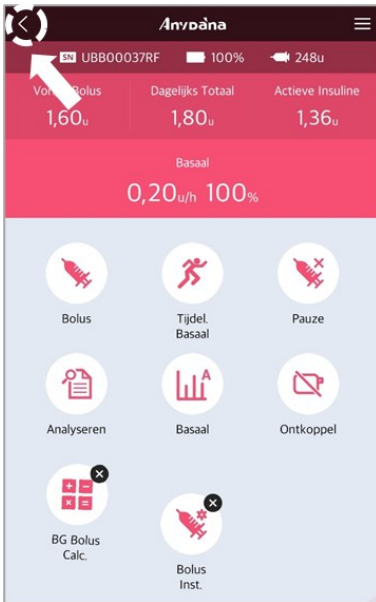 Anydana
SN UBB00037RF 100% 248u
Bolus Dagelijks Totaal Actieve Insuline
1,60u 1,80u 1,36u
Basaal
0,20u/h 100%
Bolus Tijdel. Pauze
Basaal
Analyseren Basaal Ontkoppel
BG Bolus
Calc.
Bolus
Inst.